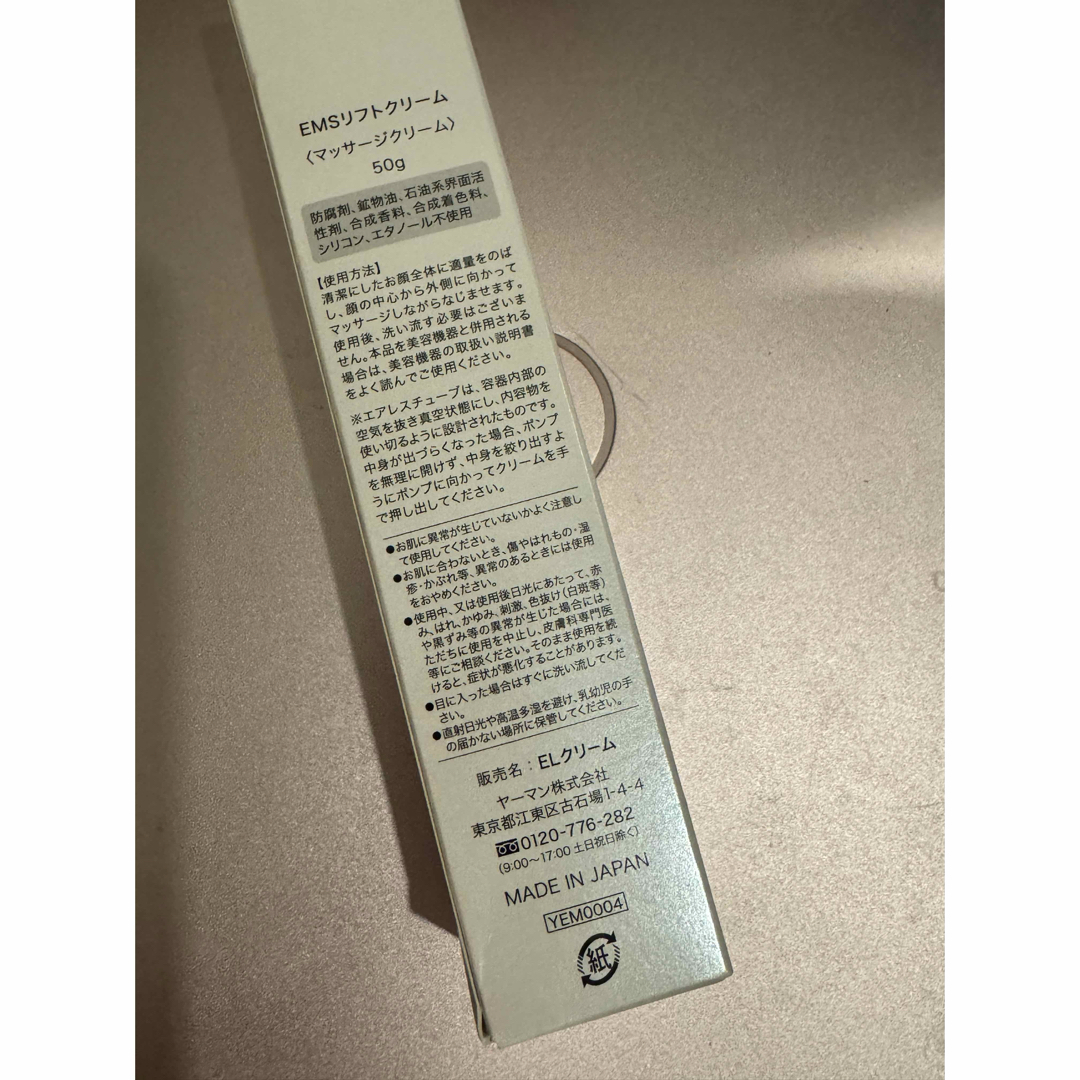 EMSリフトクリーム
〈マッサージクリーム〉
50g
防腐剤、鉱物油、石油系界面活
性剤、合成香料、合成着色料、
シリコン、エタノール不使用
【使用方法】
清潔にしたお顔全体に適量をのば
し、顔の中心から外側に向かって
マッサージしながらなじませます。
使用後、洗い流す必要はございま
せん。本品を美容機器と併用される
場合は、美容機器の取扱い説明書
をよく読んでご使用ください。
※エアレスチューブは、容器内部の
空気を抜き真空状態にし、内容物を
使い切るように設計されたものです。
中身が出づらくなった場合、ポンプ
を無理に開けず、中身を絞り出すよ
うにポンプに向かってクリームを手
で押し出してください。
●お肌に異常が生じていないかよく注意し
て使用してください。
●お肌に合わないとき、傷やはれもの・湿
疹・かぶれ等、異常のあるときには使用
をおやめください。
●使用中、又は使用後日光にあたって、赤
み、はれ、かゆみ、刺激、色抜け(白斑等)
や黒ずみ等の異常が生じた場合には、
ただちに使用を中止し、皮膚科専門医
等にご相談ください。そのまま使用を続
けると、症状が悪化することがあります。
●目に入った場合はすぐに洗い流してくだ
さい。
●直射日光や高温多湿を避け、乳幼児の手
の届かない場所に保管してください。
販売名：ELクリーム
ヤーマン株式会社
東京都江東区古石場1-4-4
0120-776-282
(9:00～17:00 土日祝日除く)
MADE IN JAPAN
YEM0004
紙